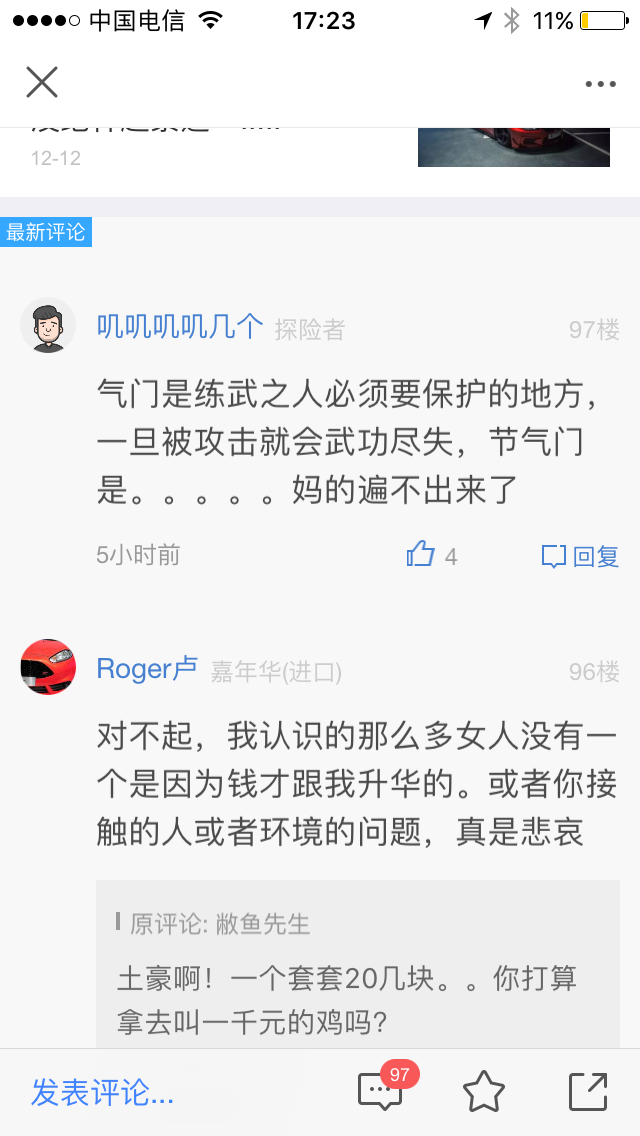 中国电信
17:23
11%
12-12
最新评论
叽叽叽叽几个 探险者 97楼
气门是练武之人必须要保护的地方，
一旦被攻击就会武功尽失，节气门
是。。。。。妈的遍不出来了
5小时前 4 回复
Roger卢 嘉年华(进口) 96楼
对不起，我认识的那么多女人没有一
个是因为钱才跟我升华的。或者你接
触的人或者环境的问题，真是悲哀
原评论: 敝鱼先生
土豪啊！一个套套20几块。。你打算
拿去叫一千元的鸡吗?
发表评论... 97